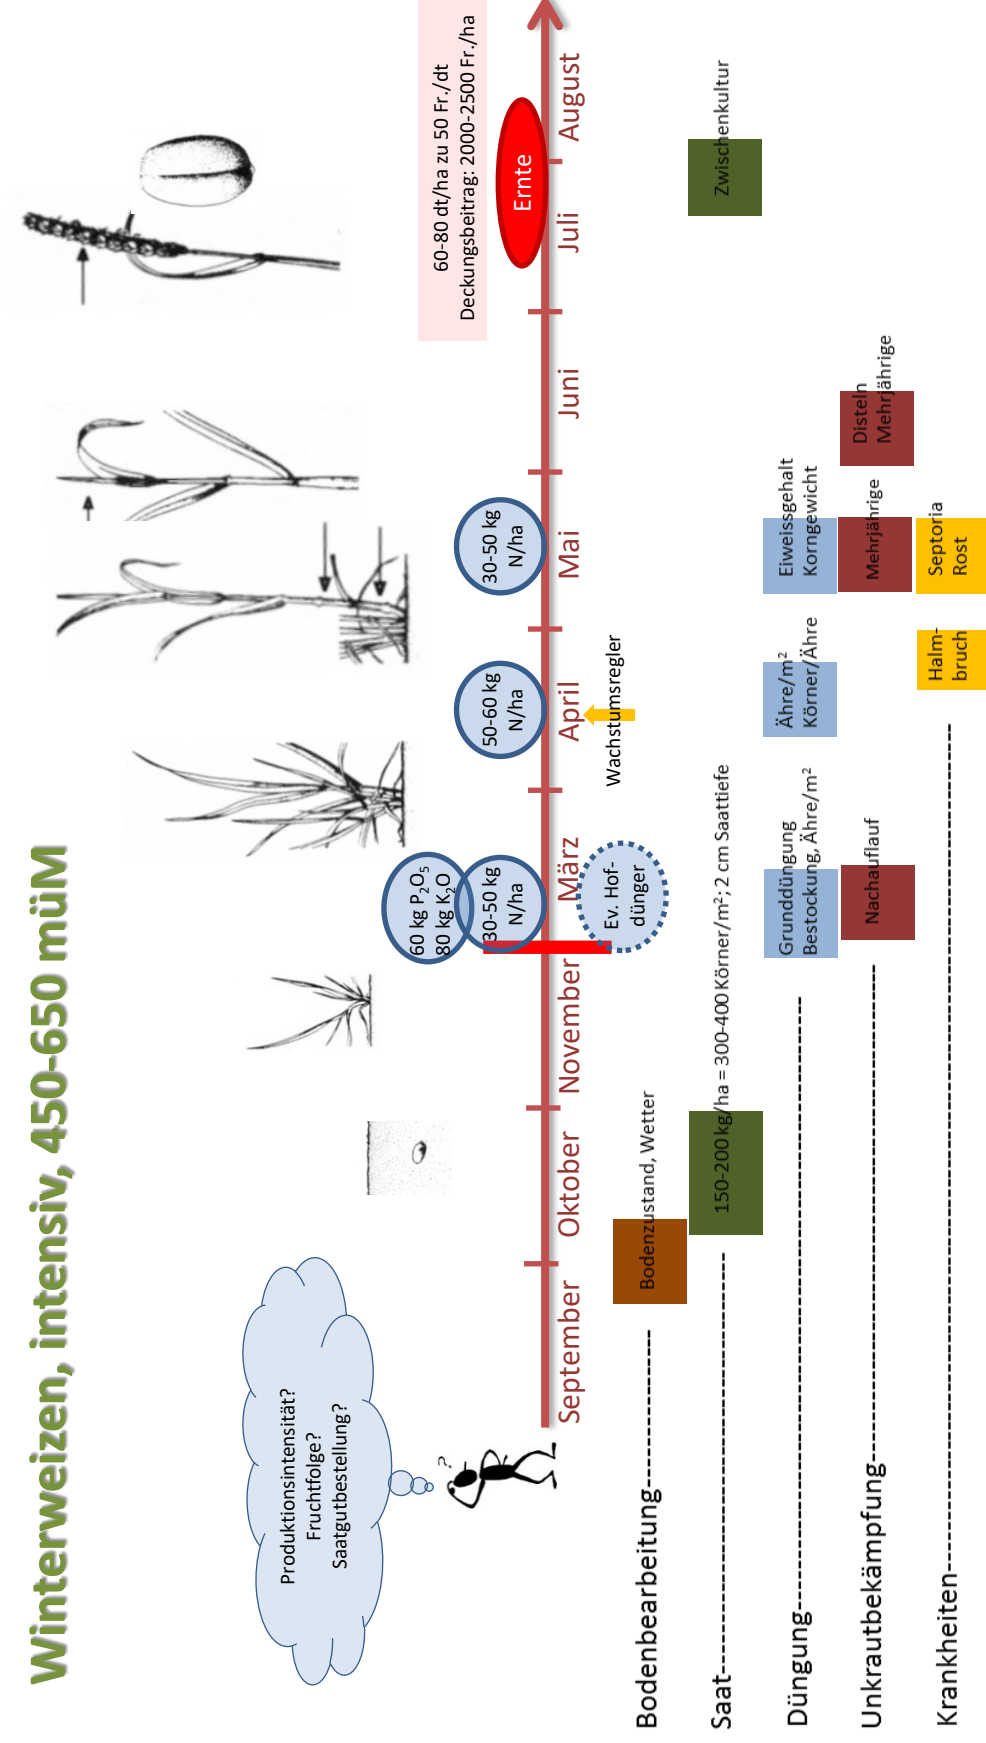 Winterweizen, intensiv, 450-650 müM
Produktionsintensität?
Fruchtfolge?
Saatgutbestellung?
?
60 kg P₂O₅
80 kg K₂O
30-50 kg
N/ha
50-60 kg
N/ha
30-50 kg
N/ha
60-80 dt/ha zu 50 Fr./dt
Deckungsbeitrag: 2000-2500 Fr./ha
Ernte
September
Oktober
November
März
April
Mai
Juni
Juli
August
Ev. Hof-
dünger
Wachstumsregler
Bodenbearbeitung
Bodenzustand, Wetter
Saat
150-200 kg/ha = 300-400 Körner/m²; 2 cm Saattiefe
Zwischenkultur
Düngung
Grunddüngung
Bestockung, Ähre/m²
Ähre/m²
Körner/Ähre
Eiweissgehalt
Korngewicht
Unkrautbekämpfung
Nachauflauf
Mehrjährige
Disteln
Mehrjährige
Krankheiten
Halm-
bruch
Septoria
Rost